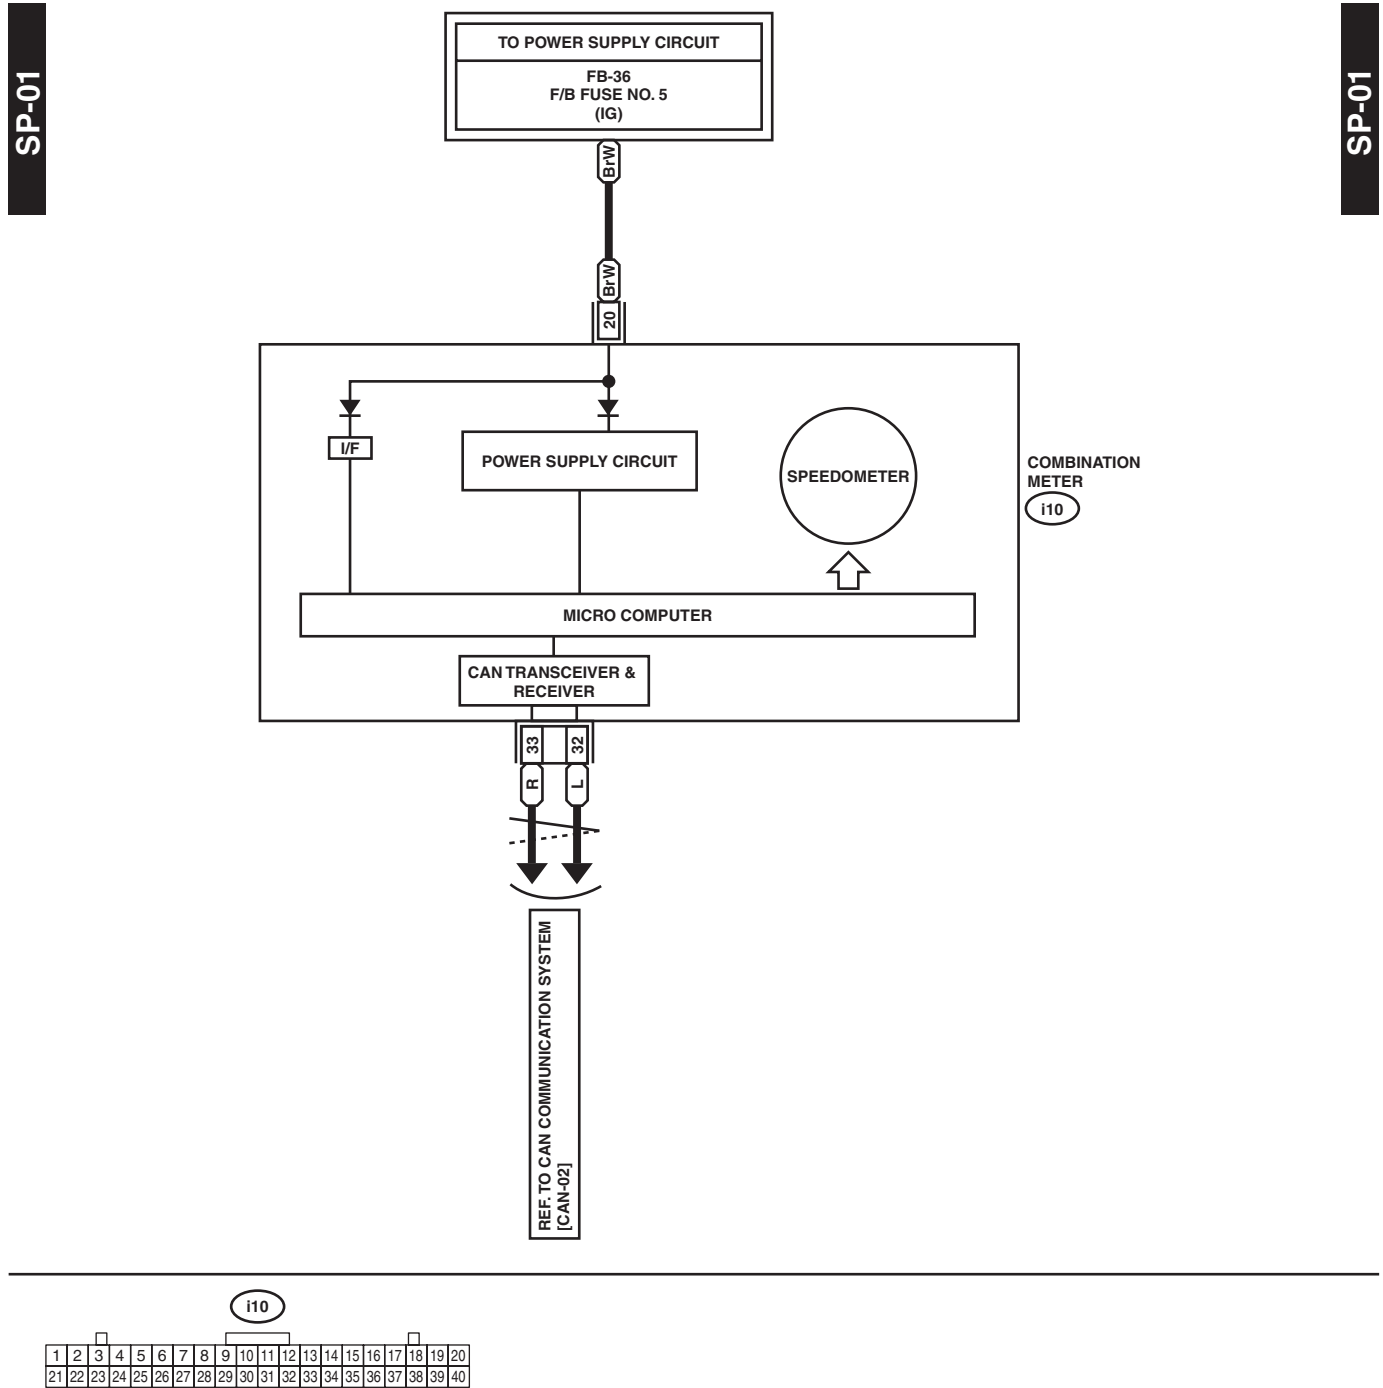 SP-01
SP-01
TO POWER SUPPLY CIRCUIT
FB-36
F/B FUSE NO. 5
(IG)
BrW
BrW
20
I/F
POWER SUPPLY CIRCUIT
SPEEDOMETER
COMBINATION
METER
i10
MICRO COMPUTER
CAN TRANSCEIVER &
RECEIVER
33
32
R
L
REF. TO CAN COMMUNICATION SYSTEM
[CAN-02]
i10
1 2 3 4 5 6 7 8 9 10 11 12 13 14 15 16 17 18 19 20
21 22 23 24 25 26 27 28 29 30 31 32 33 34 35 36 37 38 39 40